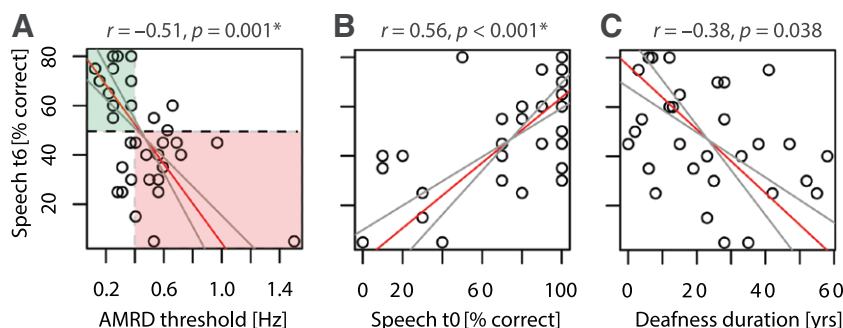 A r = −0.51, p = 0.001*
B r = 0.56, p < 0.001*
C r = −0.38, p = 0.038
Speech t6 [% correct]
80
60
40
20
0.2 0.6 1.0 1.4
AMRD threshold [Hz]
0 20 60 100
Speech t0 [% correct]
0 20 40 60
Deafness duration [yrs]